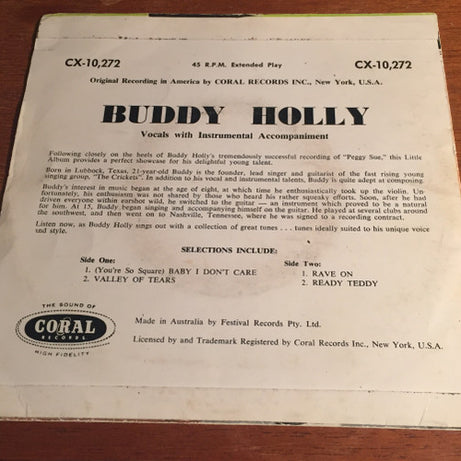 CX-10,272 45 R.P.M. Extended Play CX-10,272
Original Recording in America by CORAL RECORDS INC., New York, U.S.A.
BUDDY HOLLY
Vocals with Instrumental Accompaniment
Following closely on the heels of Buddy Holly's tremendously successful recording of "Peggy Sue," this Little
Album provides a perfect showcase for his delightful young talent.
Born in Lubbock, Texas, 21-year-old Buddy is the founder, lead singer and guitarist of the fast rising young
singing group, "The Crickets". In addition to his vocal and instrumental talents, Buddy is quite adept at composing.
Buddy's interest in music began at the age of eight, at which time he enthusiastically took up the violin. Un-
fortunately, his enthusiasm was not shared by those who heard his rather squeaky efforts. Soon, after he had
driven everyone within earshot wild, he switched to the guitar — an instrument which proved to be a natural
for him. At 15, Buddy began singing and accompanying himself on the guitar. He played at several clubs around
the southwest, and then went on to Nashville, Tennessee, where he was signed to a recording contract.
Listen now, as Buddy Holly sings out with a collection of great tunes . . . tunes ideally suited to his unique voice
and style.
SELECTIONS INCLUDE:
Side One: Side Two:
1. (You're So Square) BABY I DON'T CARE 1. RAVE ON
2. VALLEY OF TEARS 2. READY TEDDY
THE SOUND OF
CORAL
RECORDS
HIGH FIDELITY
Made in Australia by Festival Records Pty. Ltd.
Licensed by and Trademark Registered by Coral Records Inc., New York, U.S.A.